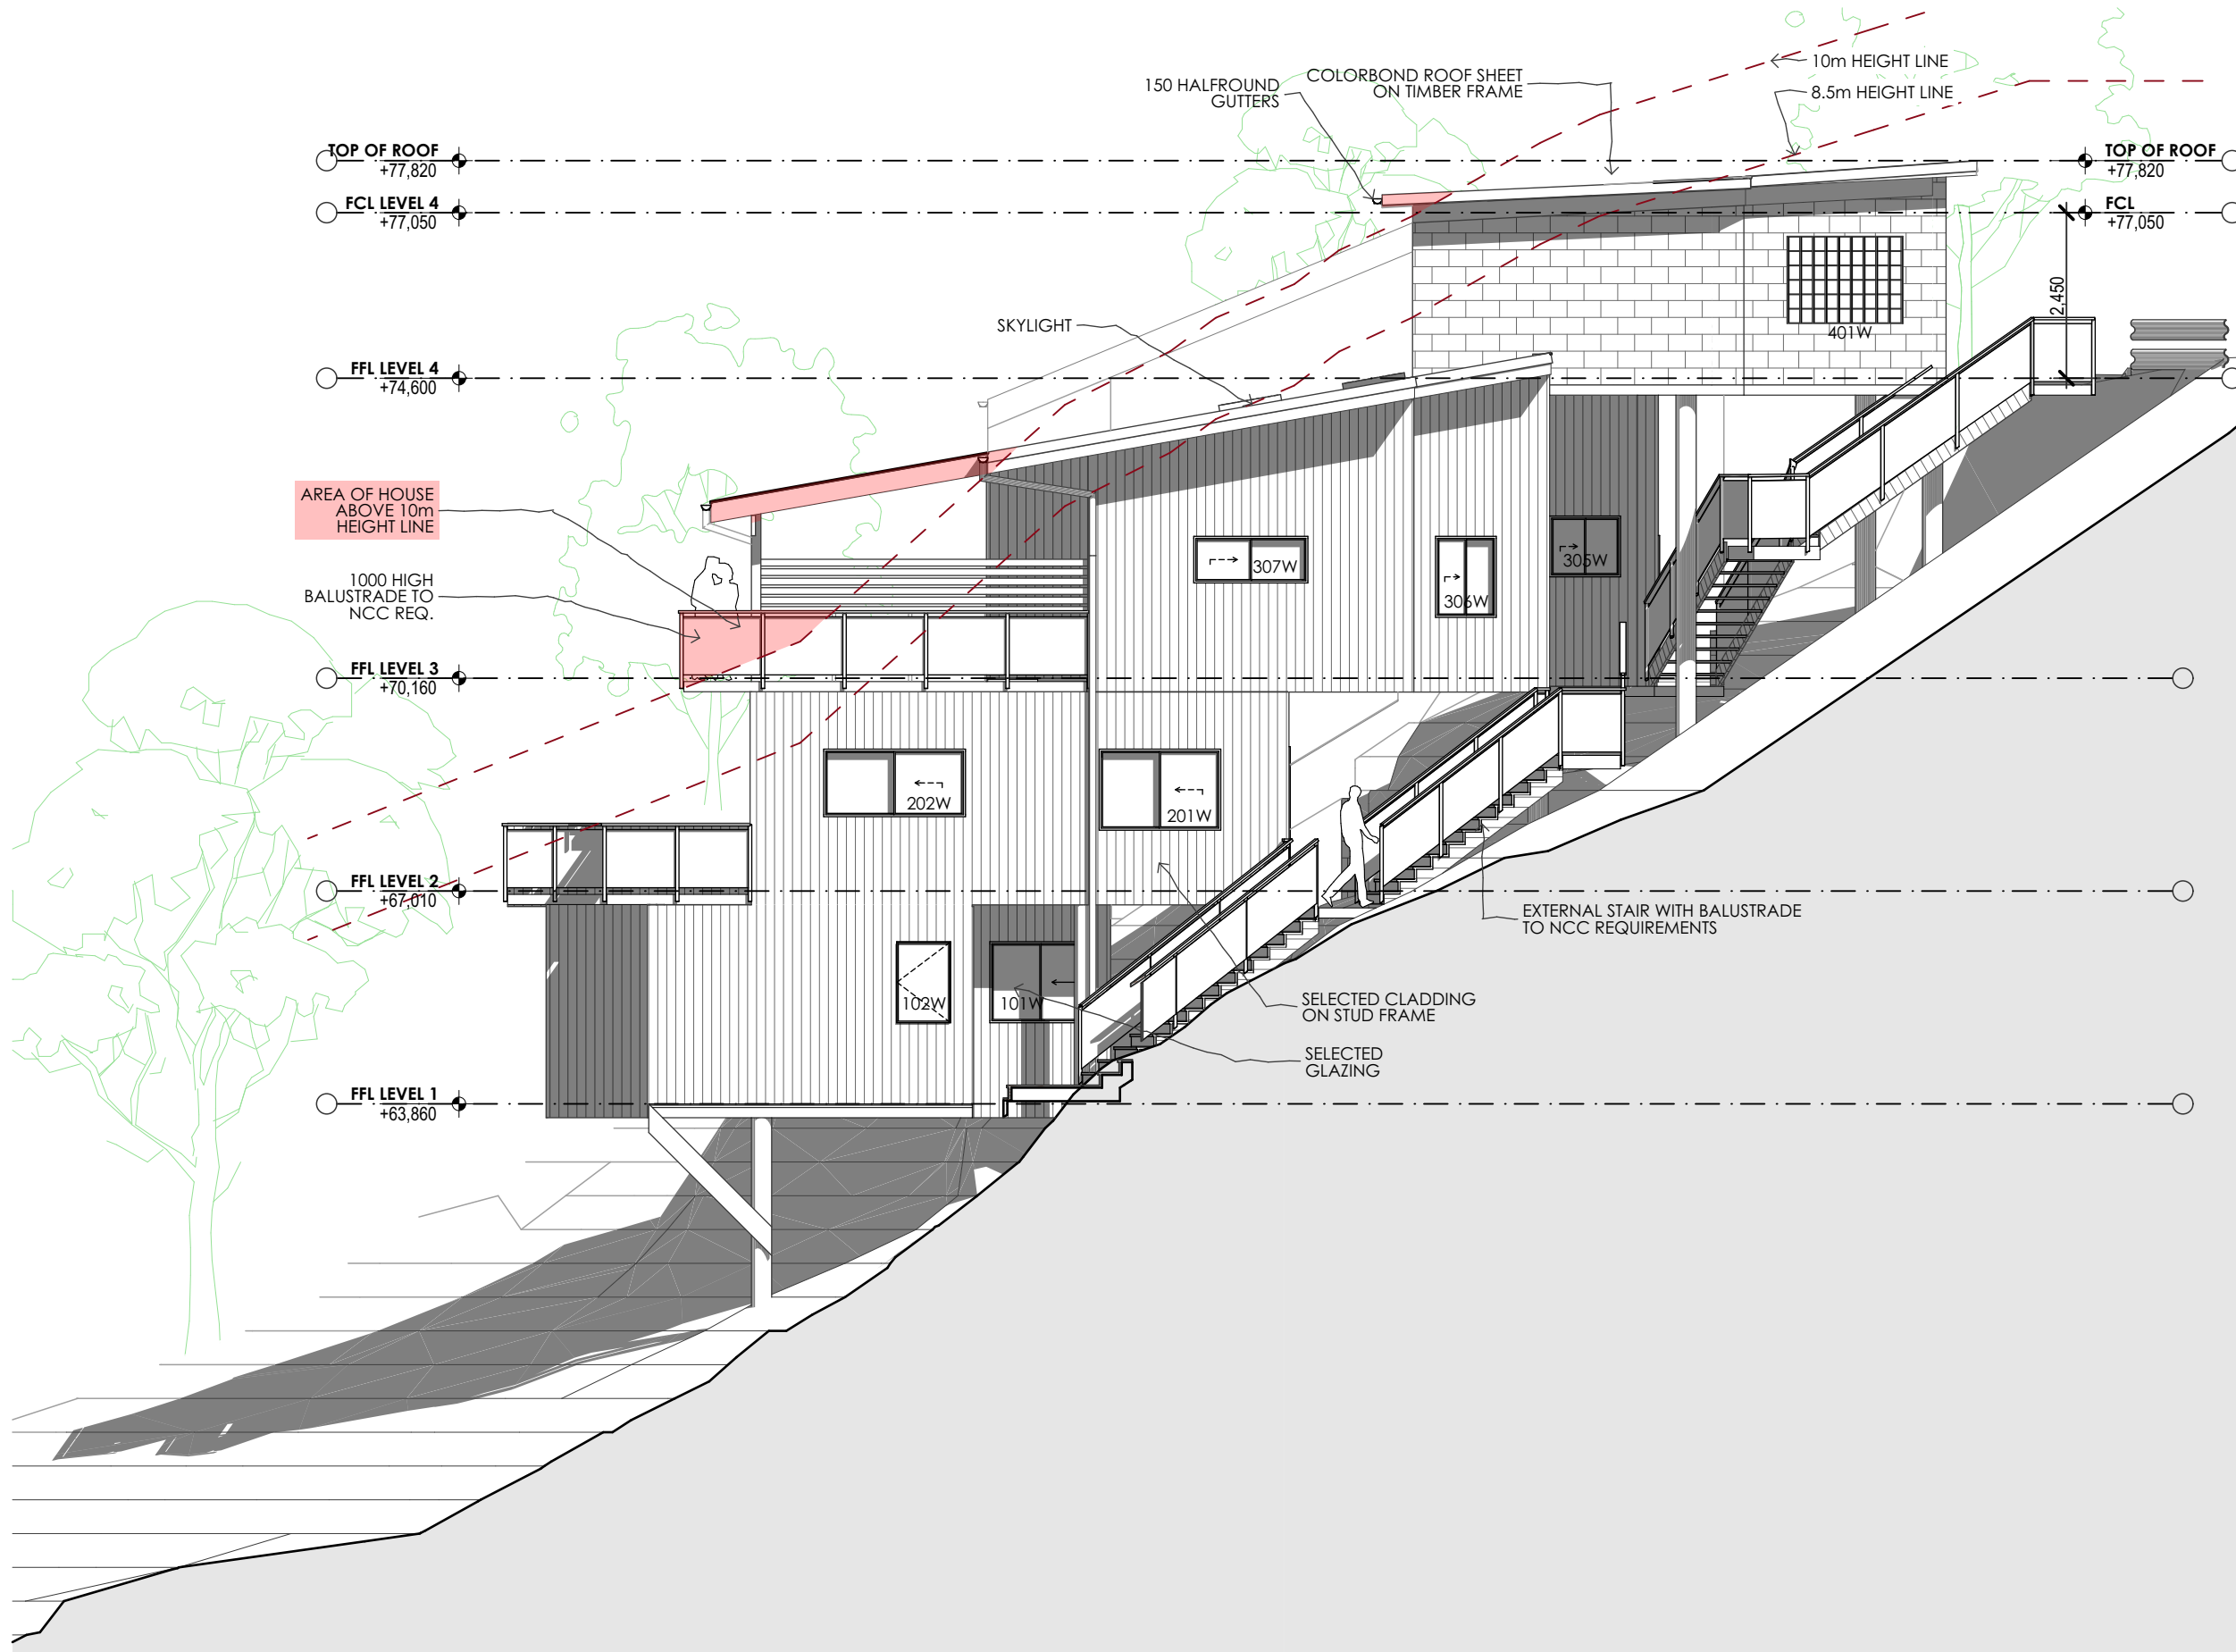 10m HEIGHT LINE
8.5m HEIGHT LINE
COLORBOND ROOF SHEET
ON TIMBER FRAME
150 HALFROUND
GUTTERS
TOP OF ROOF
+77,820
TOP OF ROOF
+77,820
FCL LEVEL 4
+77,050
FCL
+77,050
2,450
401W
SKYLIGHT
FFL LEVEL 4
+74,600
AREA OF HOUSE
ABOVE 10m
HEIGHT LINE
1000 HIGH
BALUSTRADE TO
NCC REQ.
307W
306W
305W
FFL LEVEL 3
+70,160
202W
201W
FFL LEVEL 2
+67,010
EXTERNAL STAIR WITH BALUSTRADE
TO NCC REQUIREMENTS
102W
101W
SELECTED CLADDING
ON STUD FRAME
SELECTED
GLAZING
FFL LEVEL 1
+63,860